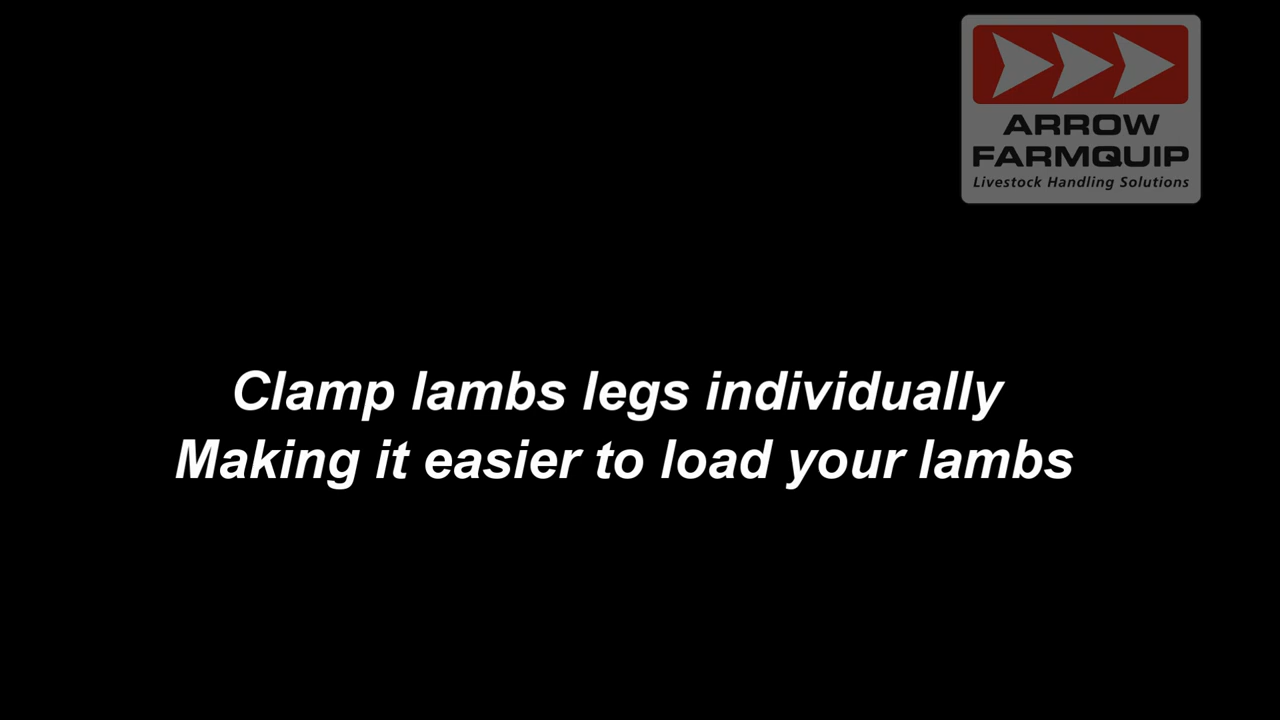 ARROW
FARMQUIP
Livestock Handling Solutions
Clamp lambs legs individually
Making it easier to load your lambs